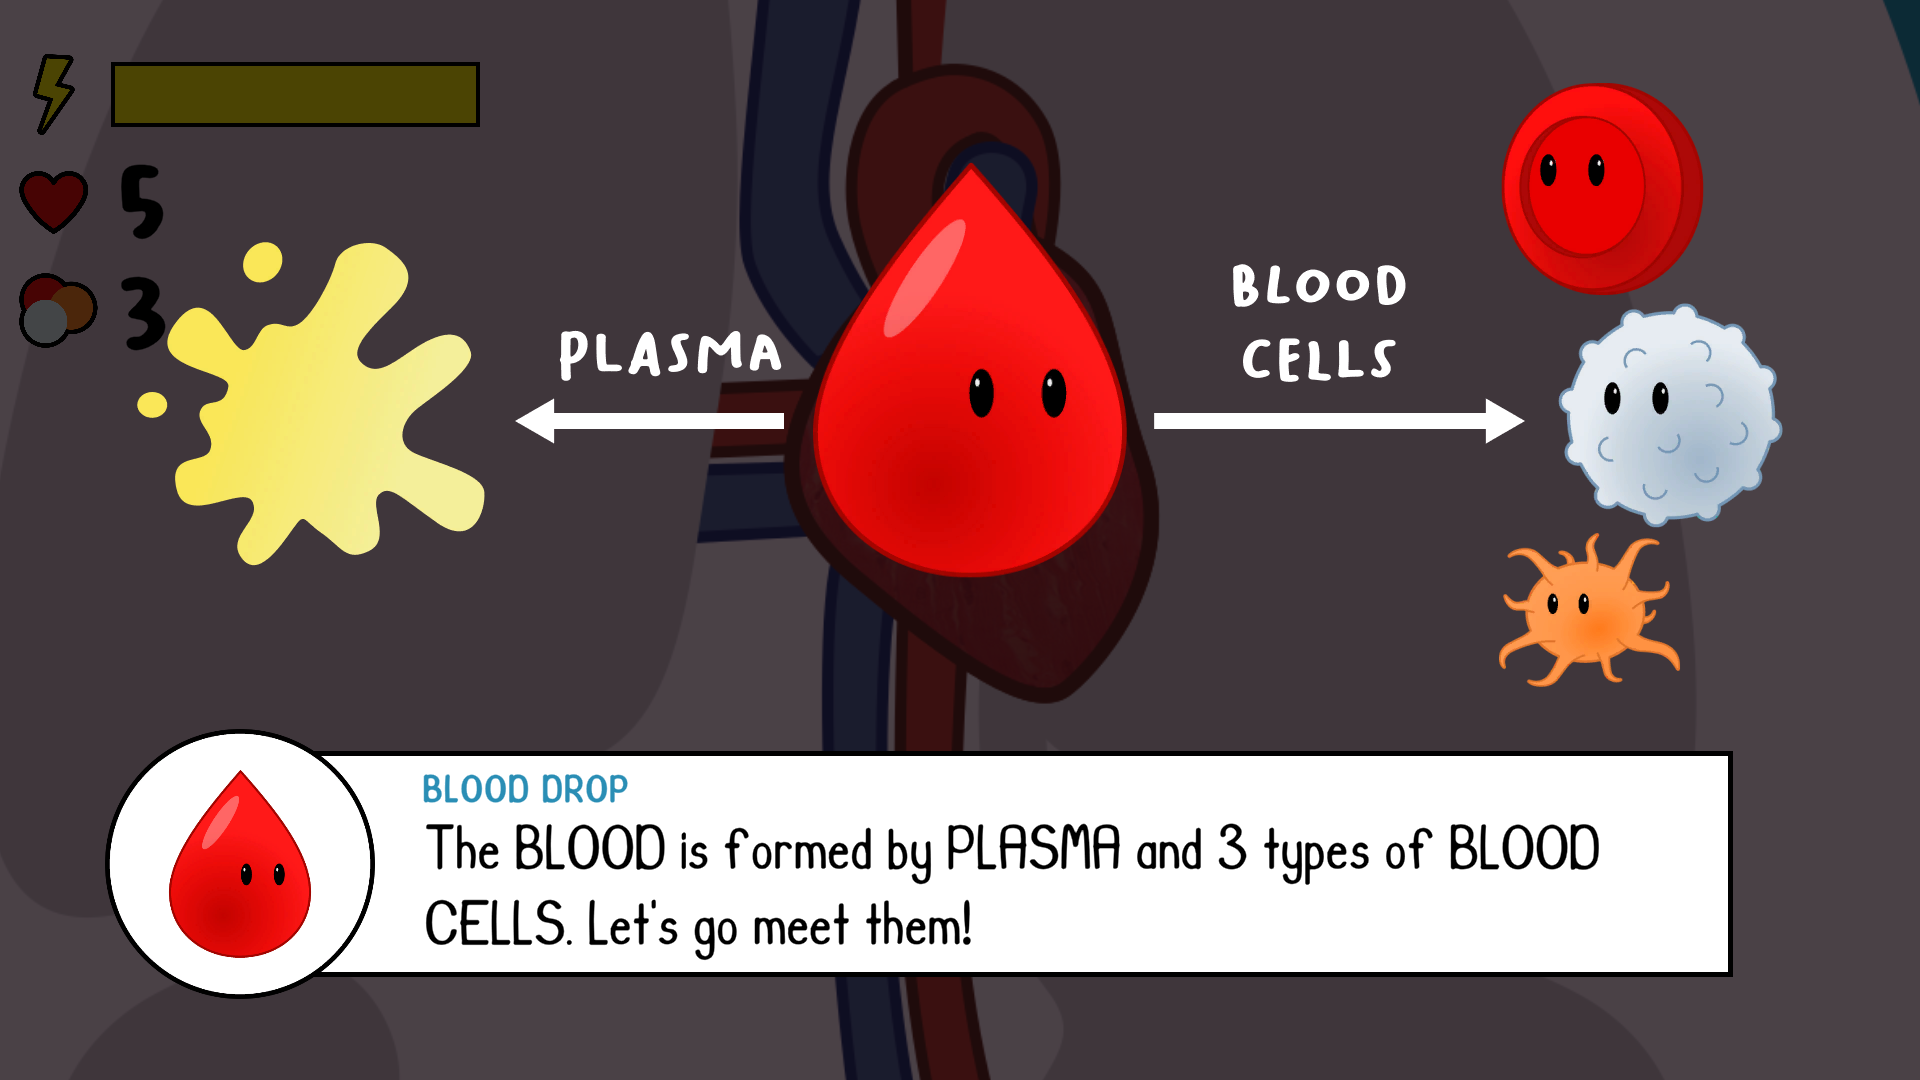 5
3
PLASMA
BLOOD
CELLS
BLOOD DROP
The BLOOD is formed by PLASMA and 3 types of BLOOD
CELLS. Let's go meet them!